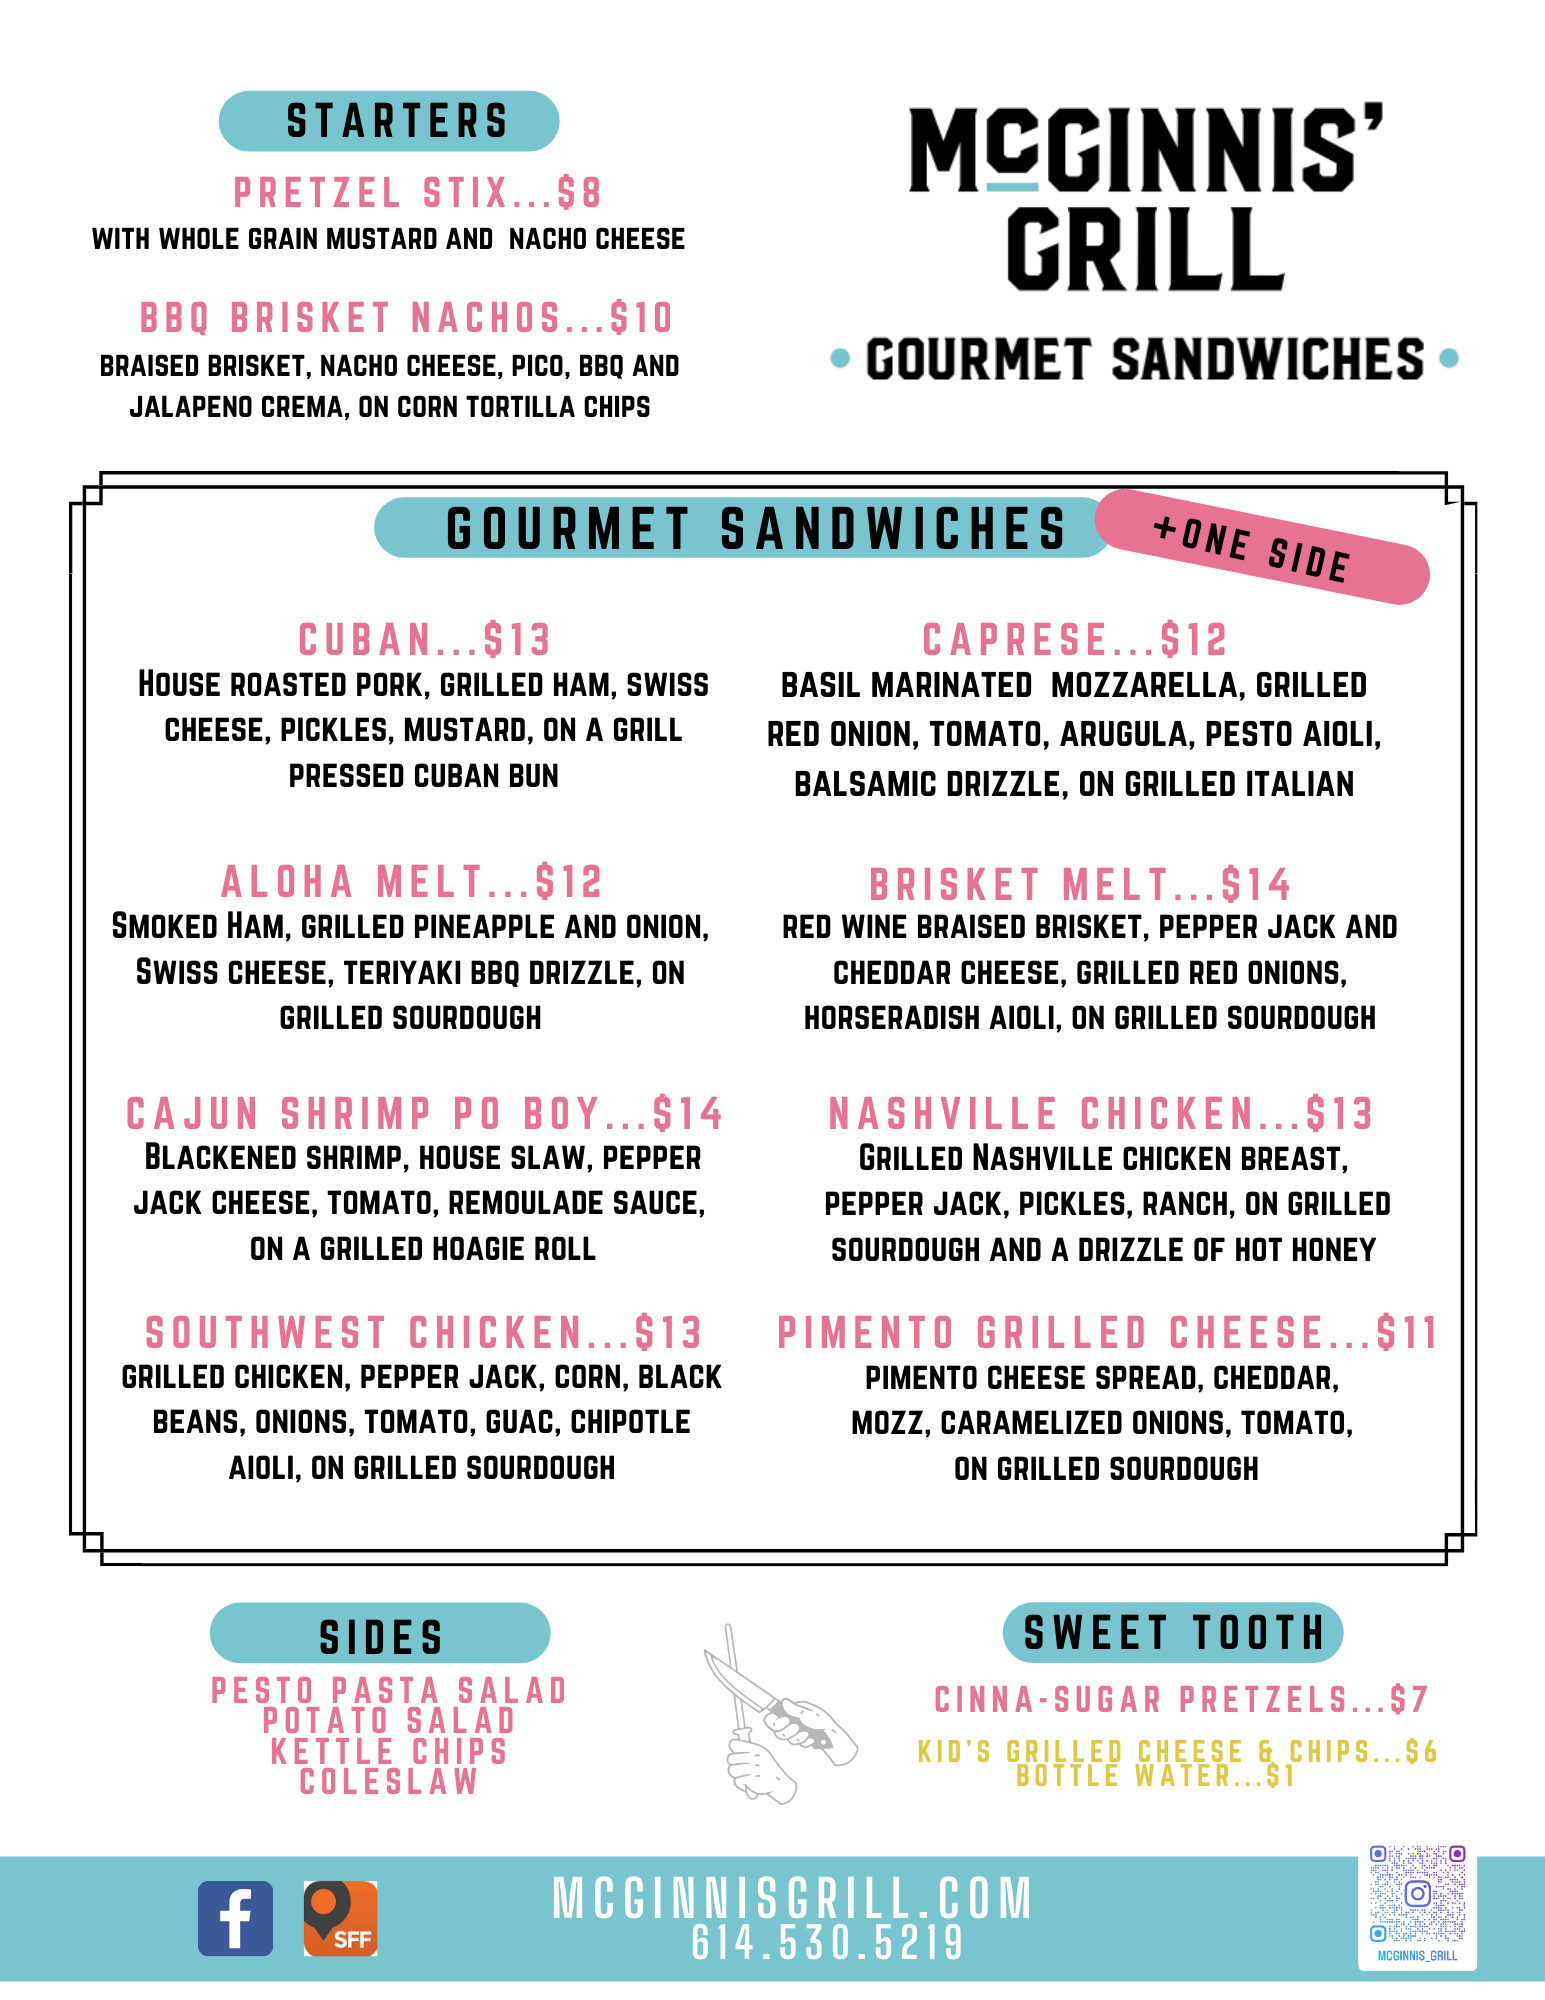 STARTERS
PRETZEL STIX...$8
WITH WHOLE GRAIN MUSTARD AND NACHO CHEESE
BBQ BRISKET NACHOS...$10
BRAISED BRISKET, NACHO CHEESE, PICO, BBQ AND
JALAPENO CREMA, ON CORN TORTILLA CHIPS
MCGINNIS'
GRILL
• GOURMET SANDWICHES •
GOURMET SANDWICHES
+ONE SIDE
CUBAN...$13
HOUSE ROASTED PORK, GRILLED HAM, SWISS
CHEESE, PICKLES, MUSTARD, ON A GRILL
PRESSED CUBAN BUN
CAPRESE...$12
BASIL MARINATED MOZZARELLA, GRILLED
RED ONION, TOMATO, ARUGULA, PESTO AIOLI,
BALSAMIC DRIZZLE, ON GRILLED ITALIAN
ALOHA MELT...$12
SMOKED HAM, GRILLED PINEAPPLE AND ONION,
SWISS CHEESE, TERIYAKI BBQ DRIZZLE, ON
GRILLED SOURDOUGH
BRISKET MELT...$14
RED WINE BRAISED BRISKET, PEPPER JACK AND
CHEDDAR CHEESE, GRILLED RED ONIONS,
HORSERADISH AIOLI, ON GRILLED SOURDOUGH
CAJUN SHRIMP PO BOY...$14
BLACKENED SHRIMP, HOUSE SLAW, PEPPER
JACK CHEESE, TOMATO, REMOULADE SAUCE,
ON A GRILLED HOAGIE ROLL
NASHVILLE CHICKEN...$13
GRILLED NASHVILLE CHICKEN BREAST,
PEPPER JACK, PICKLES, RANCH, ON GRILLED
SOURDOUGH AND A DRIZZLE OF HOT HONEY
SOUTHWEST CHICKEN...$13
GRILLED CHICKEN, PEPPER JACK, CORN, BLACK
BEANS, ONIONS, TOMATO, GUAC, CHIPOTLE
AIOLI, ON GRILLED SOURDOUGH
PIMENTO GRILLED CHEESE...$11
PIMENTO CHEESE SPREAD, CHEDDAR,
MOZZ, CARAMELIZED ONIONS, TOMATO,
ON GRILLED SOURDOUGH
SIDES
PESTO PASTA SALAD
POTATO SALAD
KETTLE CHIPS
COLESLAW
SWEET TOOTH
CINNA-SUGAR PRETZELS...$7
KID'S GRILLED CHEESE & CHIPS...$6
BOTTLE WATER...$1
f
SFF
MCGINNISGRILL.COM
614.530.5219
MCGINNIS_GRILL